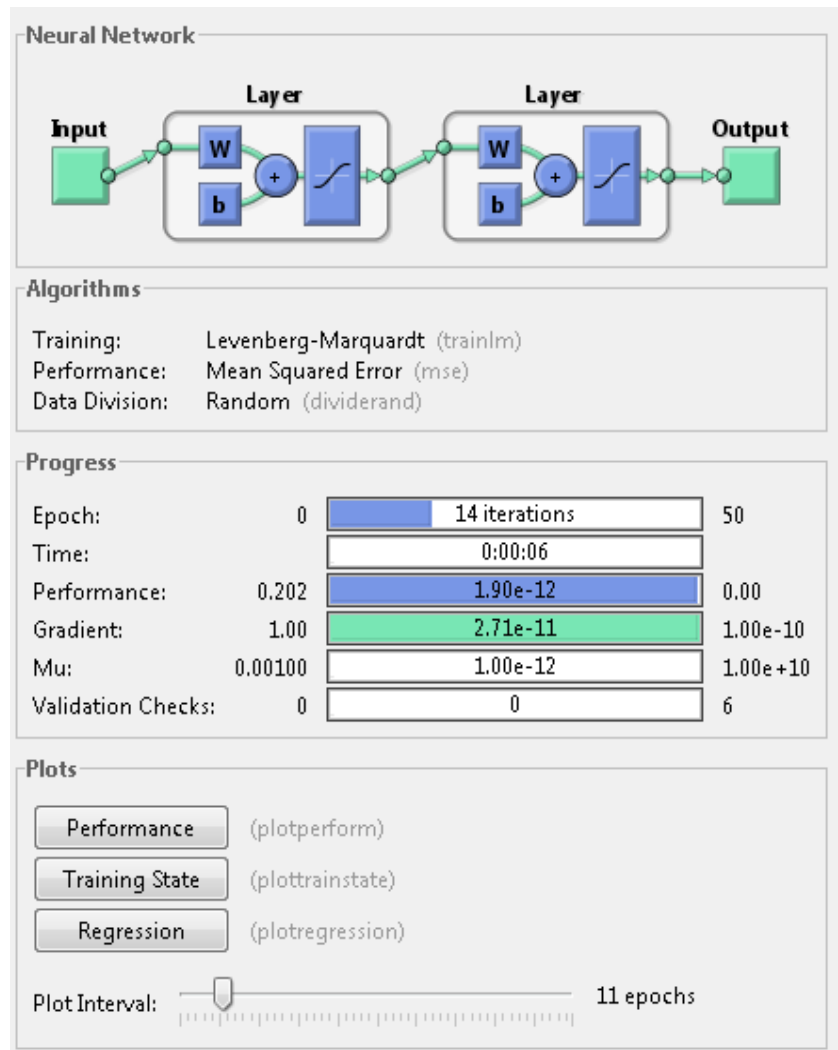 Neural Network
Layer Layer
Input Output
W W
+ +
b b
Algorithms
Training: Levenberg-Marquardt (trainlm)
Performance: Mean Squared Error (mse)
Data Division: Random (dividerand)
Progress
Epoch: 0 14 iterations 50
Time: 0:00:06
Performance: 0.202 1.90e-12 0.00
Gradient: 1.00 2.71e-11 1.00e-10
Mu: 0.00100 1.00e-12 1.00e+10
Validation Checks: 0 0 6
Plots
Performance (plotperform)
Training State (plottrainstate)
Regression (plotregression)
Plot Interval: 11 epochs